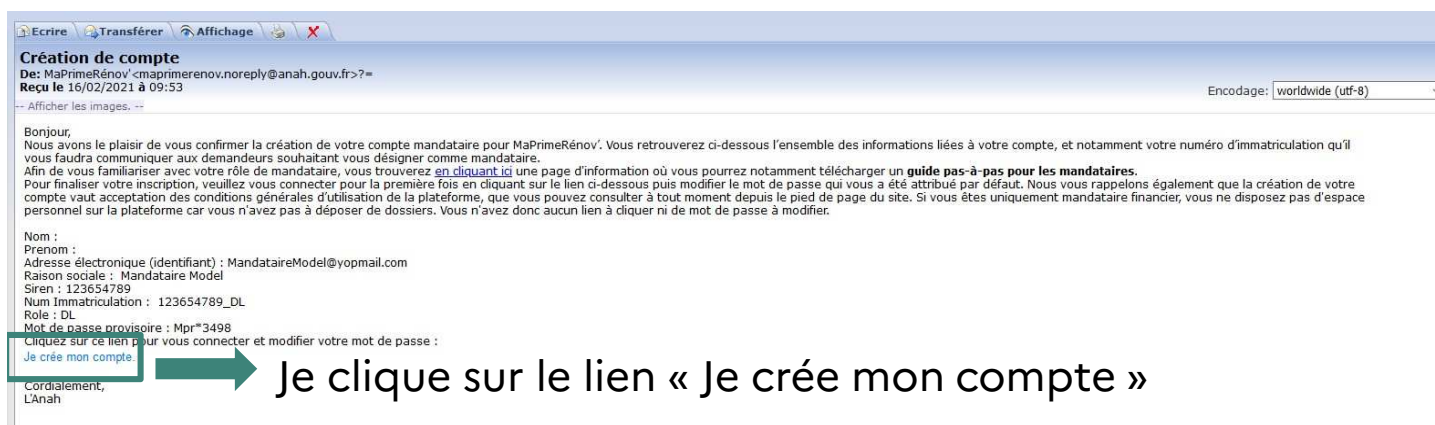 Ecrire Transférer Affichage
Création de compte
De: MaPrimeRénov'<maprimerenov.noreply@anah.gouv.fr>?=
Reçu le 16/02/2021 à 09:53
Encodage: worldwide (utf-8)
-- Afficher les images. --
Bonjour,
Nous avons le plaisir de vous confirmer la création de votre compte mandataire pour MaPrimeRénov'. Vous retrouverez ci-dessous l'ensemble des informations liées à votre compte, et notamment votre numéro d'immatriculation qu'il
vous faudra communiquer aux demandeurs souhaitant vous désigner comme mandataire.
Afin de vous familiariser avec votre rôle de mandataire, vous trouverez en cliquant ici une page d'information où vous pourrez notamment télécharger un guide pas-à-pas pour les mandataires.
Pour finaliser votre inscription, veuillez vous connecter pour la première fois en cliquant sur le lien ci-dessous puis modifier le mot de passe qui vous a été attribué par défaut. Nous vous rappelons également que la création de votre
compte vaut acceptation des conditions générales d'utilisation de la plateforme, que vous pouvez consulter à tout moment depuis le pied de page du site. Si vous êtes uniquement mandataire financier, vous ne disposez pas d'espace
personnel sur la plateforme car vous n'avez pas à déposer de dossiers. Vous n'avez donc aucun lien à cliquer ni de mot de passe à modifier.
Nom :
Prenom :
Adresse électronique (identifiant) : MandataireModel@yopmail.com
Raison sociale : Mandataire Model
Siren : 123654789
Num Immatriculation : 123654789_DL
Role : DL
Mot de passe provisoire : Mpr*3498
Cliquez sur ce lien pour vous connecter et modifier votre mot de passe :
Je crée mon compte.
Je clique sur le lien « Je crée mon compte »
Cordialement,
L'Anah